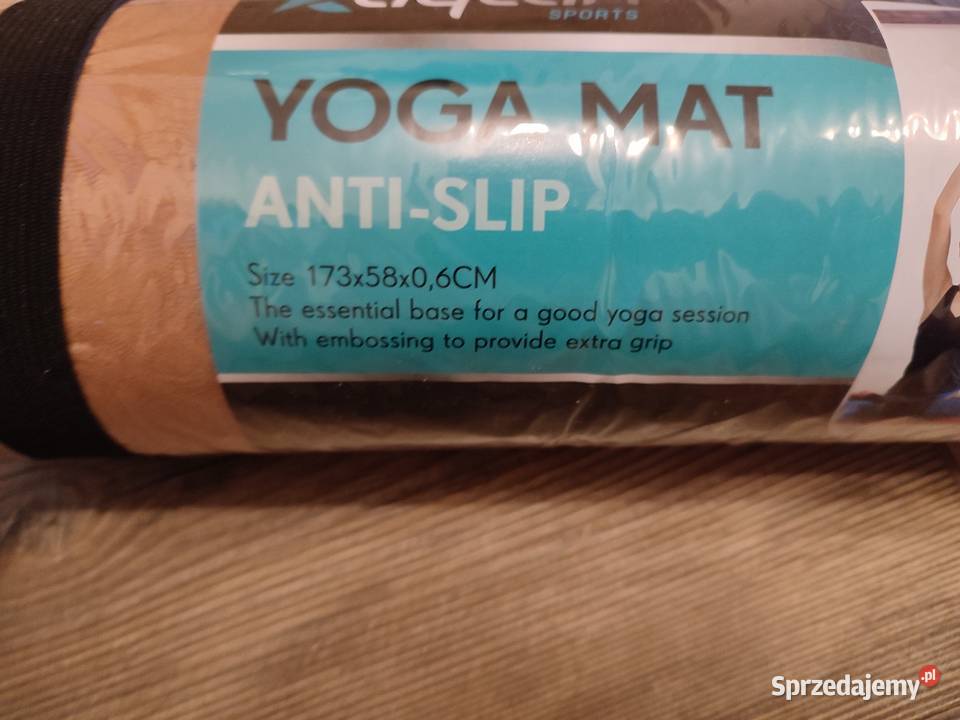 SPORTS
YOGA MAT
ANTI-SLIP
Size 173x58x0,6CM
The essential base for a good yoga session
With embossing to provide extra grip
Sprzedajemy.pl